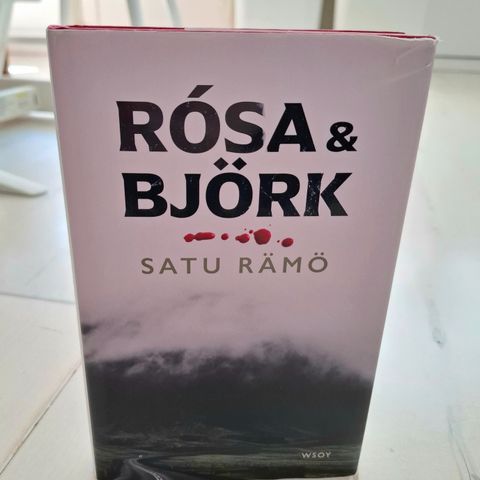 RÓSA &
BJÖRK
SATU RÄMÖ
WSOY